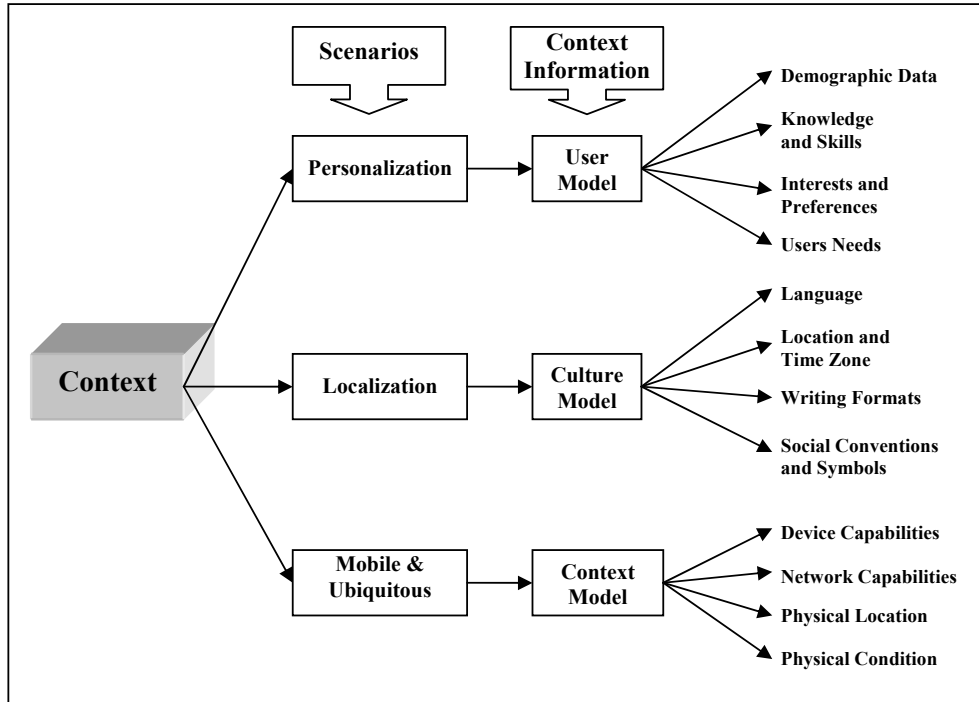 Scenarios
Context
Information
Personalization
User
Model
Demographic Data
Knowledge
and Skills
Interests and
Preferences
Users Needs
Context
Localization
Culture
Model
Language
Location and
Time Zone
Writing Formats
Social Conventions
and Symbols
Mobile &
Ubiquitous
Context
Model
Device Capabilities
Network Capabilities
Physical Location
Physical Condition